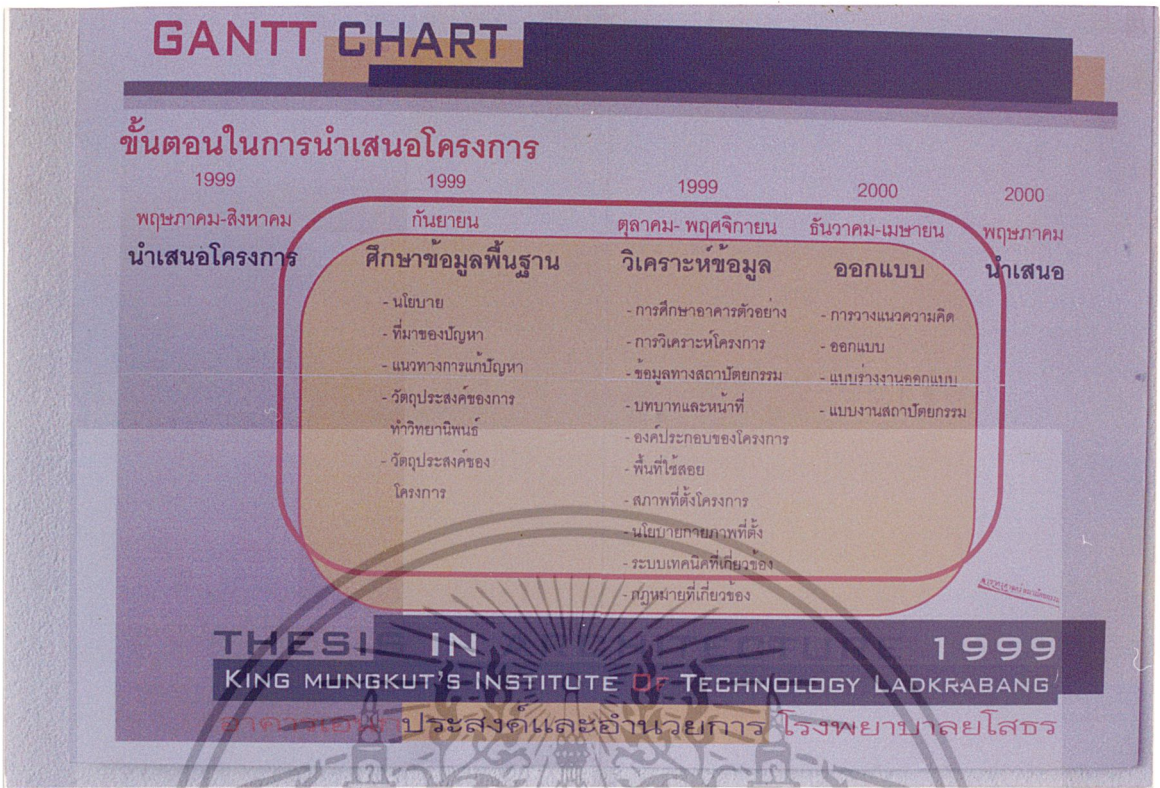 GANTT CHART
ขั้นตอนในการนำเสนอโครงการ
1999 1999 1999 2000 2000
พฤษภาคม-สิงหาคม กันยายน ตุลาคม- พฤศจิกายน ธันวาคม-เมษายน พฤษภาคม
นำเสนอโครงการ ศึกษาข้อมูลพื้นฐาน วิเคราะห์ข้อมูล ออกแบบ นำเสนอ
- นโยบาย
- ที่มาของปัญหา
- แนวทางการแก้ปัญหา
- วัตถุประสงค์ของการ
ทำวิทยานิพนธ์
- วัตถุประสงค์ของ
โครงการ
- การศึกษาอาคารตัวอย่าง
- การวิเคราะห์โครงการ
- ข้อมูลทางสถาปัตยกรรม
- บทบาทและหน้าที่
- องค์ประกอบของโครงการ
- พื้นที่ใช้สอย
- สภาพที่ตั้งโครงการ
- นโยบายกายภาพที่ตั้ง
- ระบบเทคนิคที่เกี่ยวข้อง
- กฎหมายที่เกี่ยวข้อง
- การวางแนวความคิด
- ออกแบบ
- แบบร่างงานออกแบบ
- แบบงานสถาปัตยกรรม
THESIS IN 1999
KING MUNGKUT'S INSTITUTE OF TECHNOLOGY LADKRABANG
ประสงค์และอำนวยการ โรงพยาบาลยโสธร